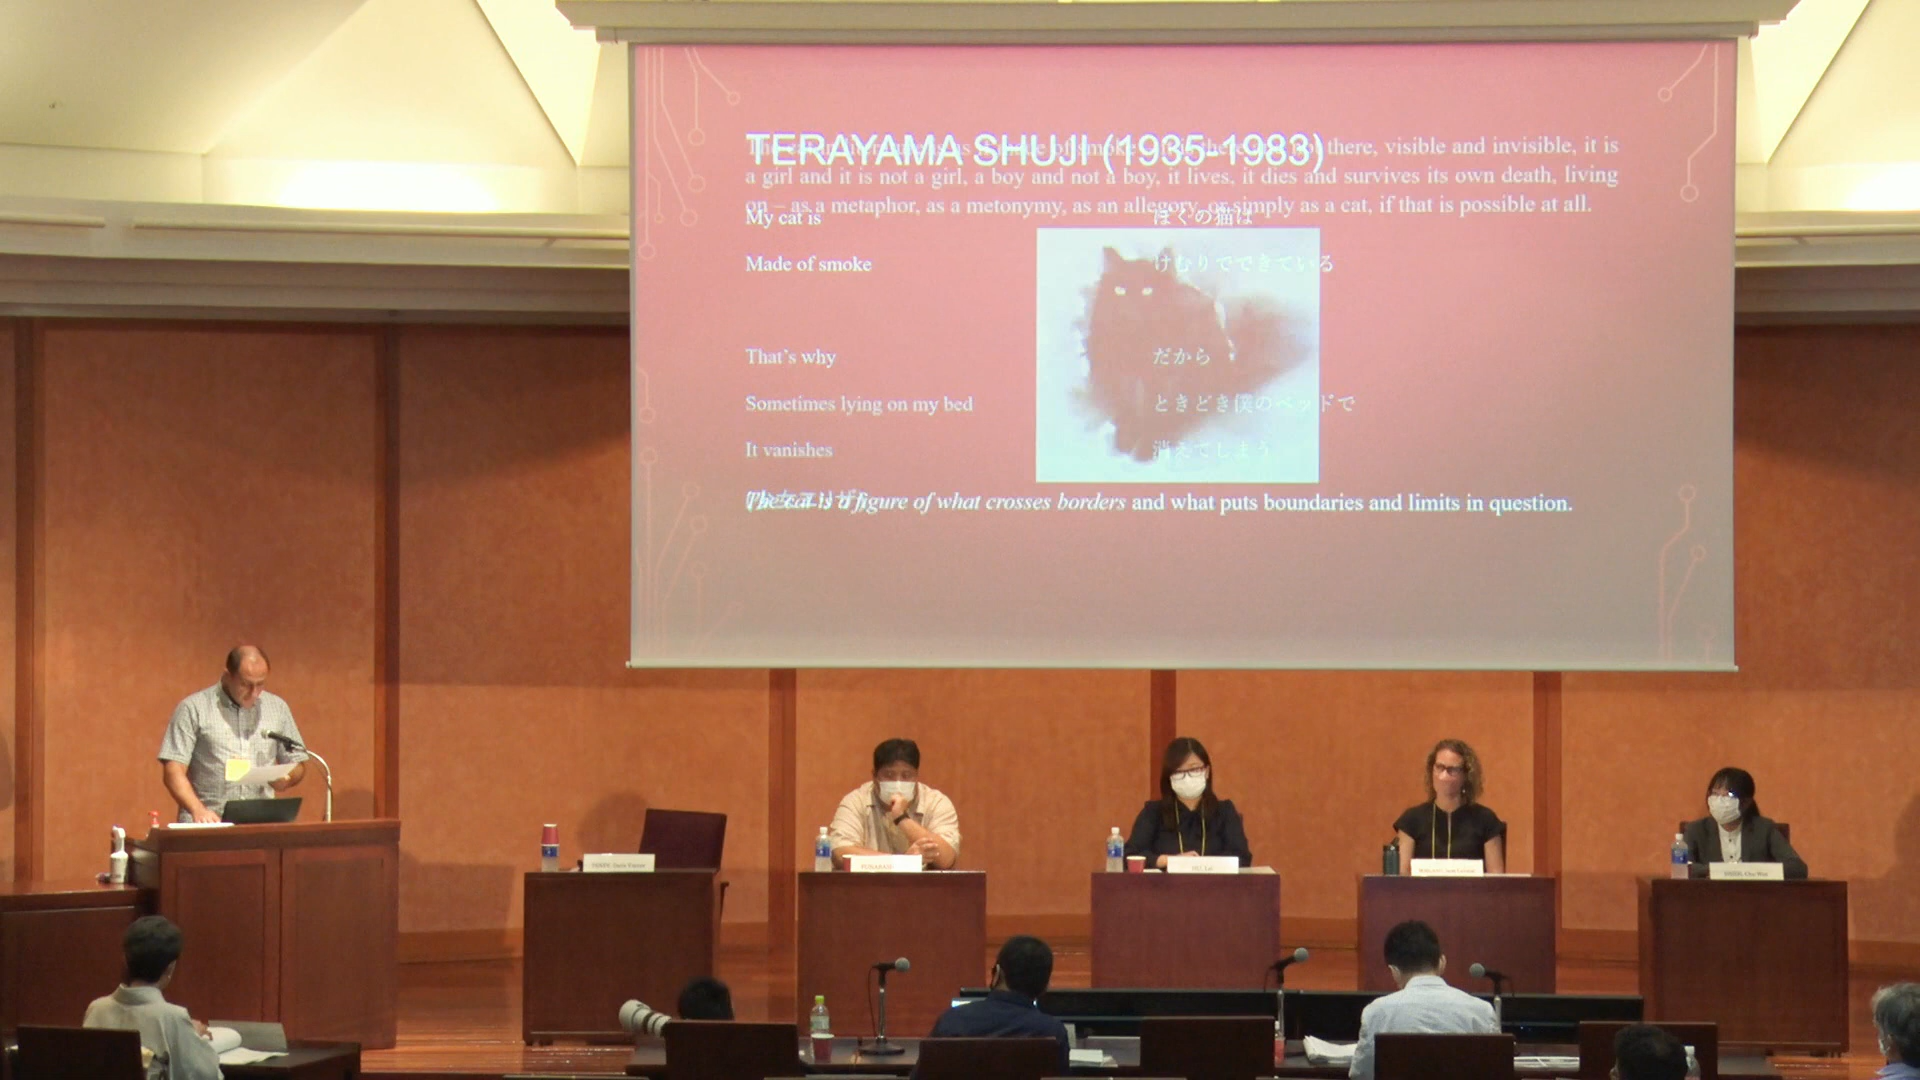 TERAYAMA SHUJI (1935-1983)
there, visible and invisible, it is
a girl and it is not a girl, a boy and not a boy, it lives, it dies and survives its own death, living
on – as a metaphor, as a metonymy, as an allegory, or simply as a cat, if that is possible at all.
My cat is
ぼくの猫は
Made of smoke
けむりでできている
That's why
だから
Sometimes lying on my bed
ときどき僕のベッドで
It vanishes
消えてしまう
The cat is a figure of what crosses borders and what puts boundaries and limits in question.